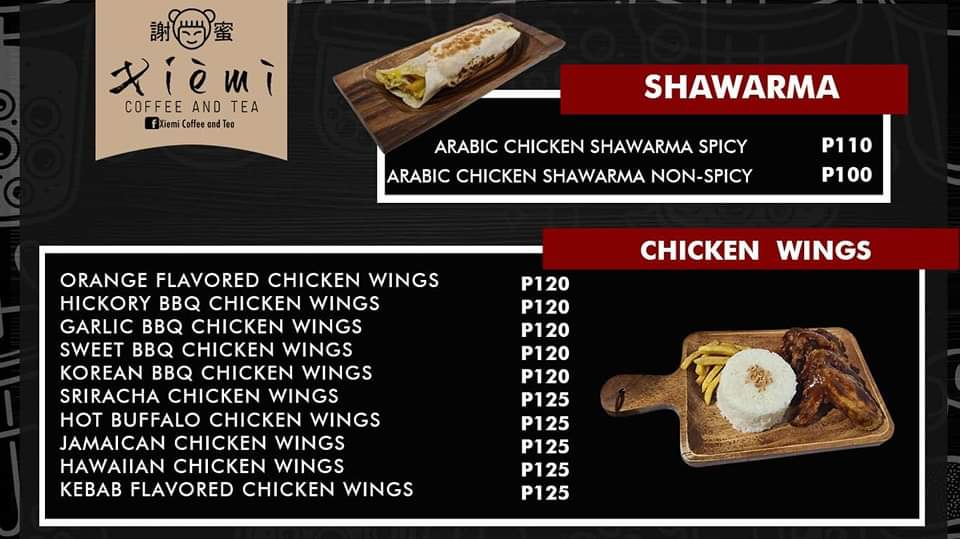 謝 蜜
Xièmì
COFFEE AND TEA
Xiemi Coffee and Tea
SHAWARMA
ARABIC CHICKEN SHAWARMA SPICY P110
ARABIC CHICKEN SHAWARMA NON-SPICY P100
CHICKEN WINGS
ORANGE FLAVORED CHICKEN WINGS P120
HICKORY BBQ CHICKEN WINGS P120
GARLIC BBQ CHICKEN WINGS P120
SWEET BBQ CHICKEN WINGS P120
KOREAN BBQ CHICKEN WINGS P120
SRIRACHA CHICKEN WINGS P125
HOT BUFFALO CHICKEN WINGS P125
JAMAICAN CHICKEN WINGS P125
HAWAIIAN CHICKEN WINGS P125
KEBAB FLAVORED CHICKEN WINGS P125